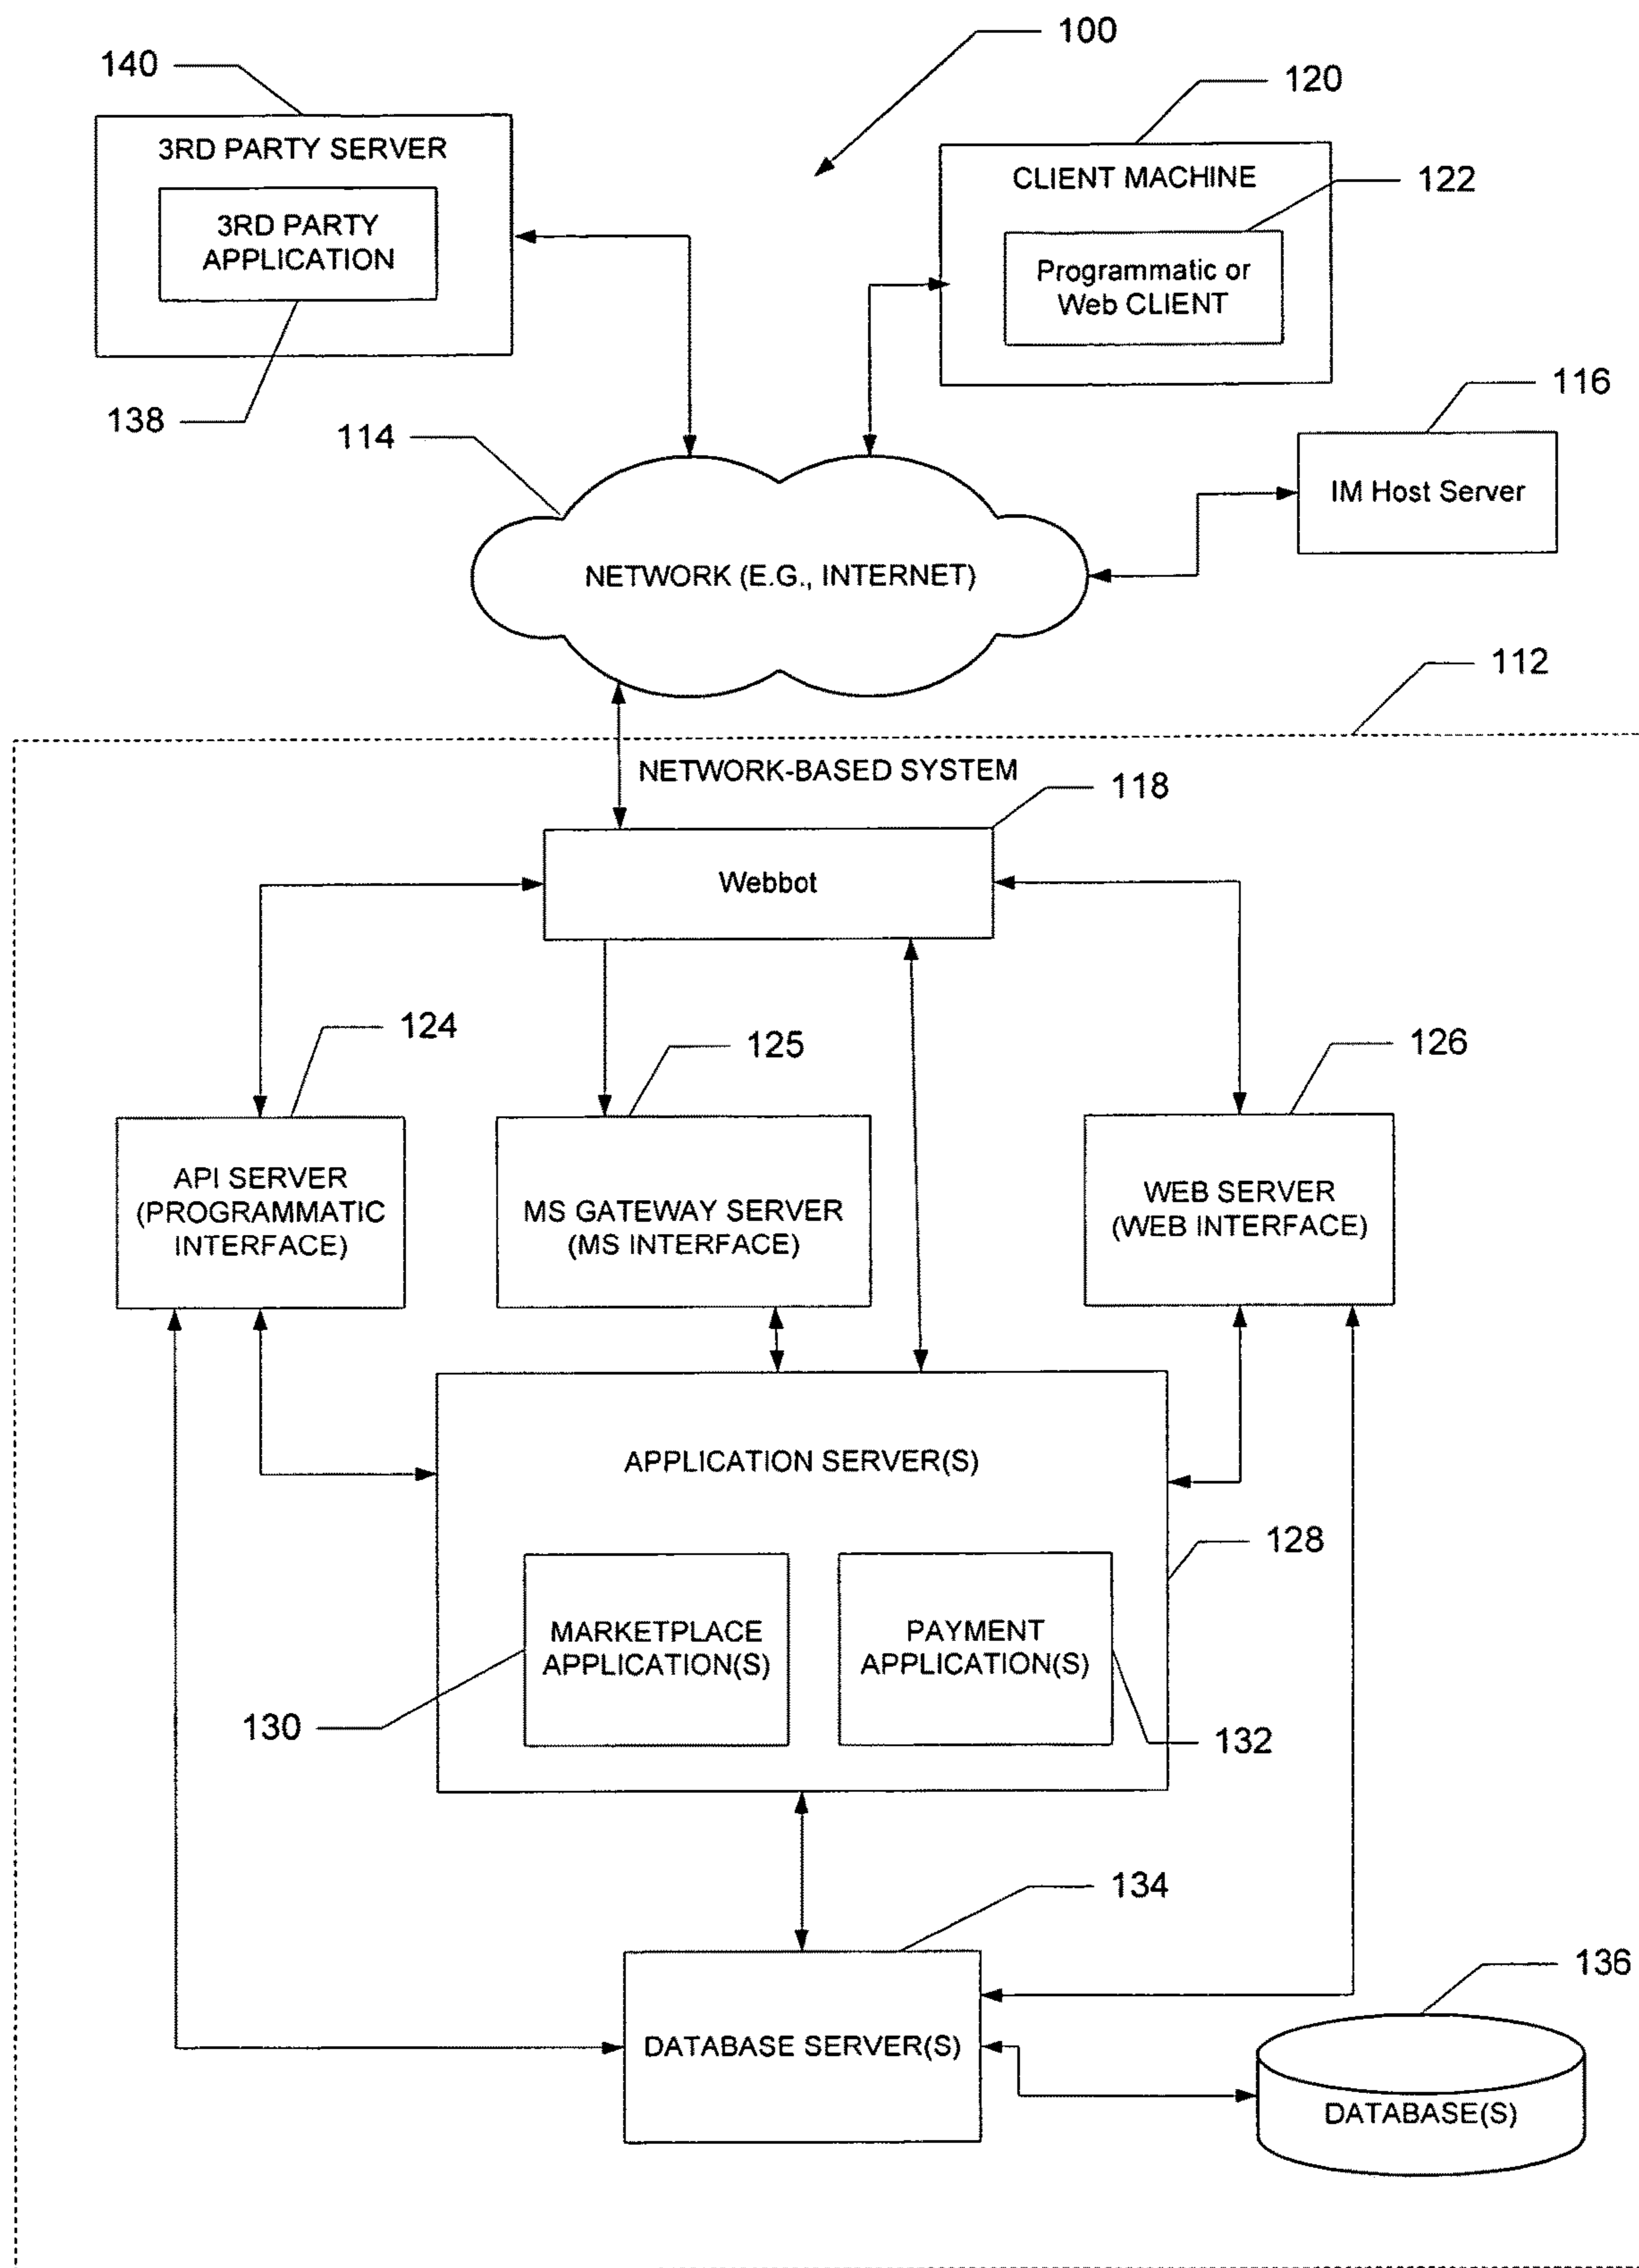 100
140
120
3RD PARTY SERVER
CLIENT MACHINE
122
3RD PARTY
APPLICATION
Programmatic or
Web CLIENT
138
116
114
IM Host Server
NETWORK (E.G., INTERNET)
112
NETWORK-BASED SYSTEM
118
Webbot
124
125
126
API SERVER
(PROGRAMMATIC
INTERFACE)
MS GATEWAY SERVER
(MS INTERFACE)
WEB SERVER
(WEB INTERFACE)
APPLICATION SERVER(S)
128
MARKETPLACE
APPLICATION(S)
PAYMENT
APPLICATION(S)
130
132
134
136
DATABASE SERVER(S)
DATABASE(S)